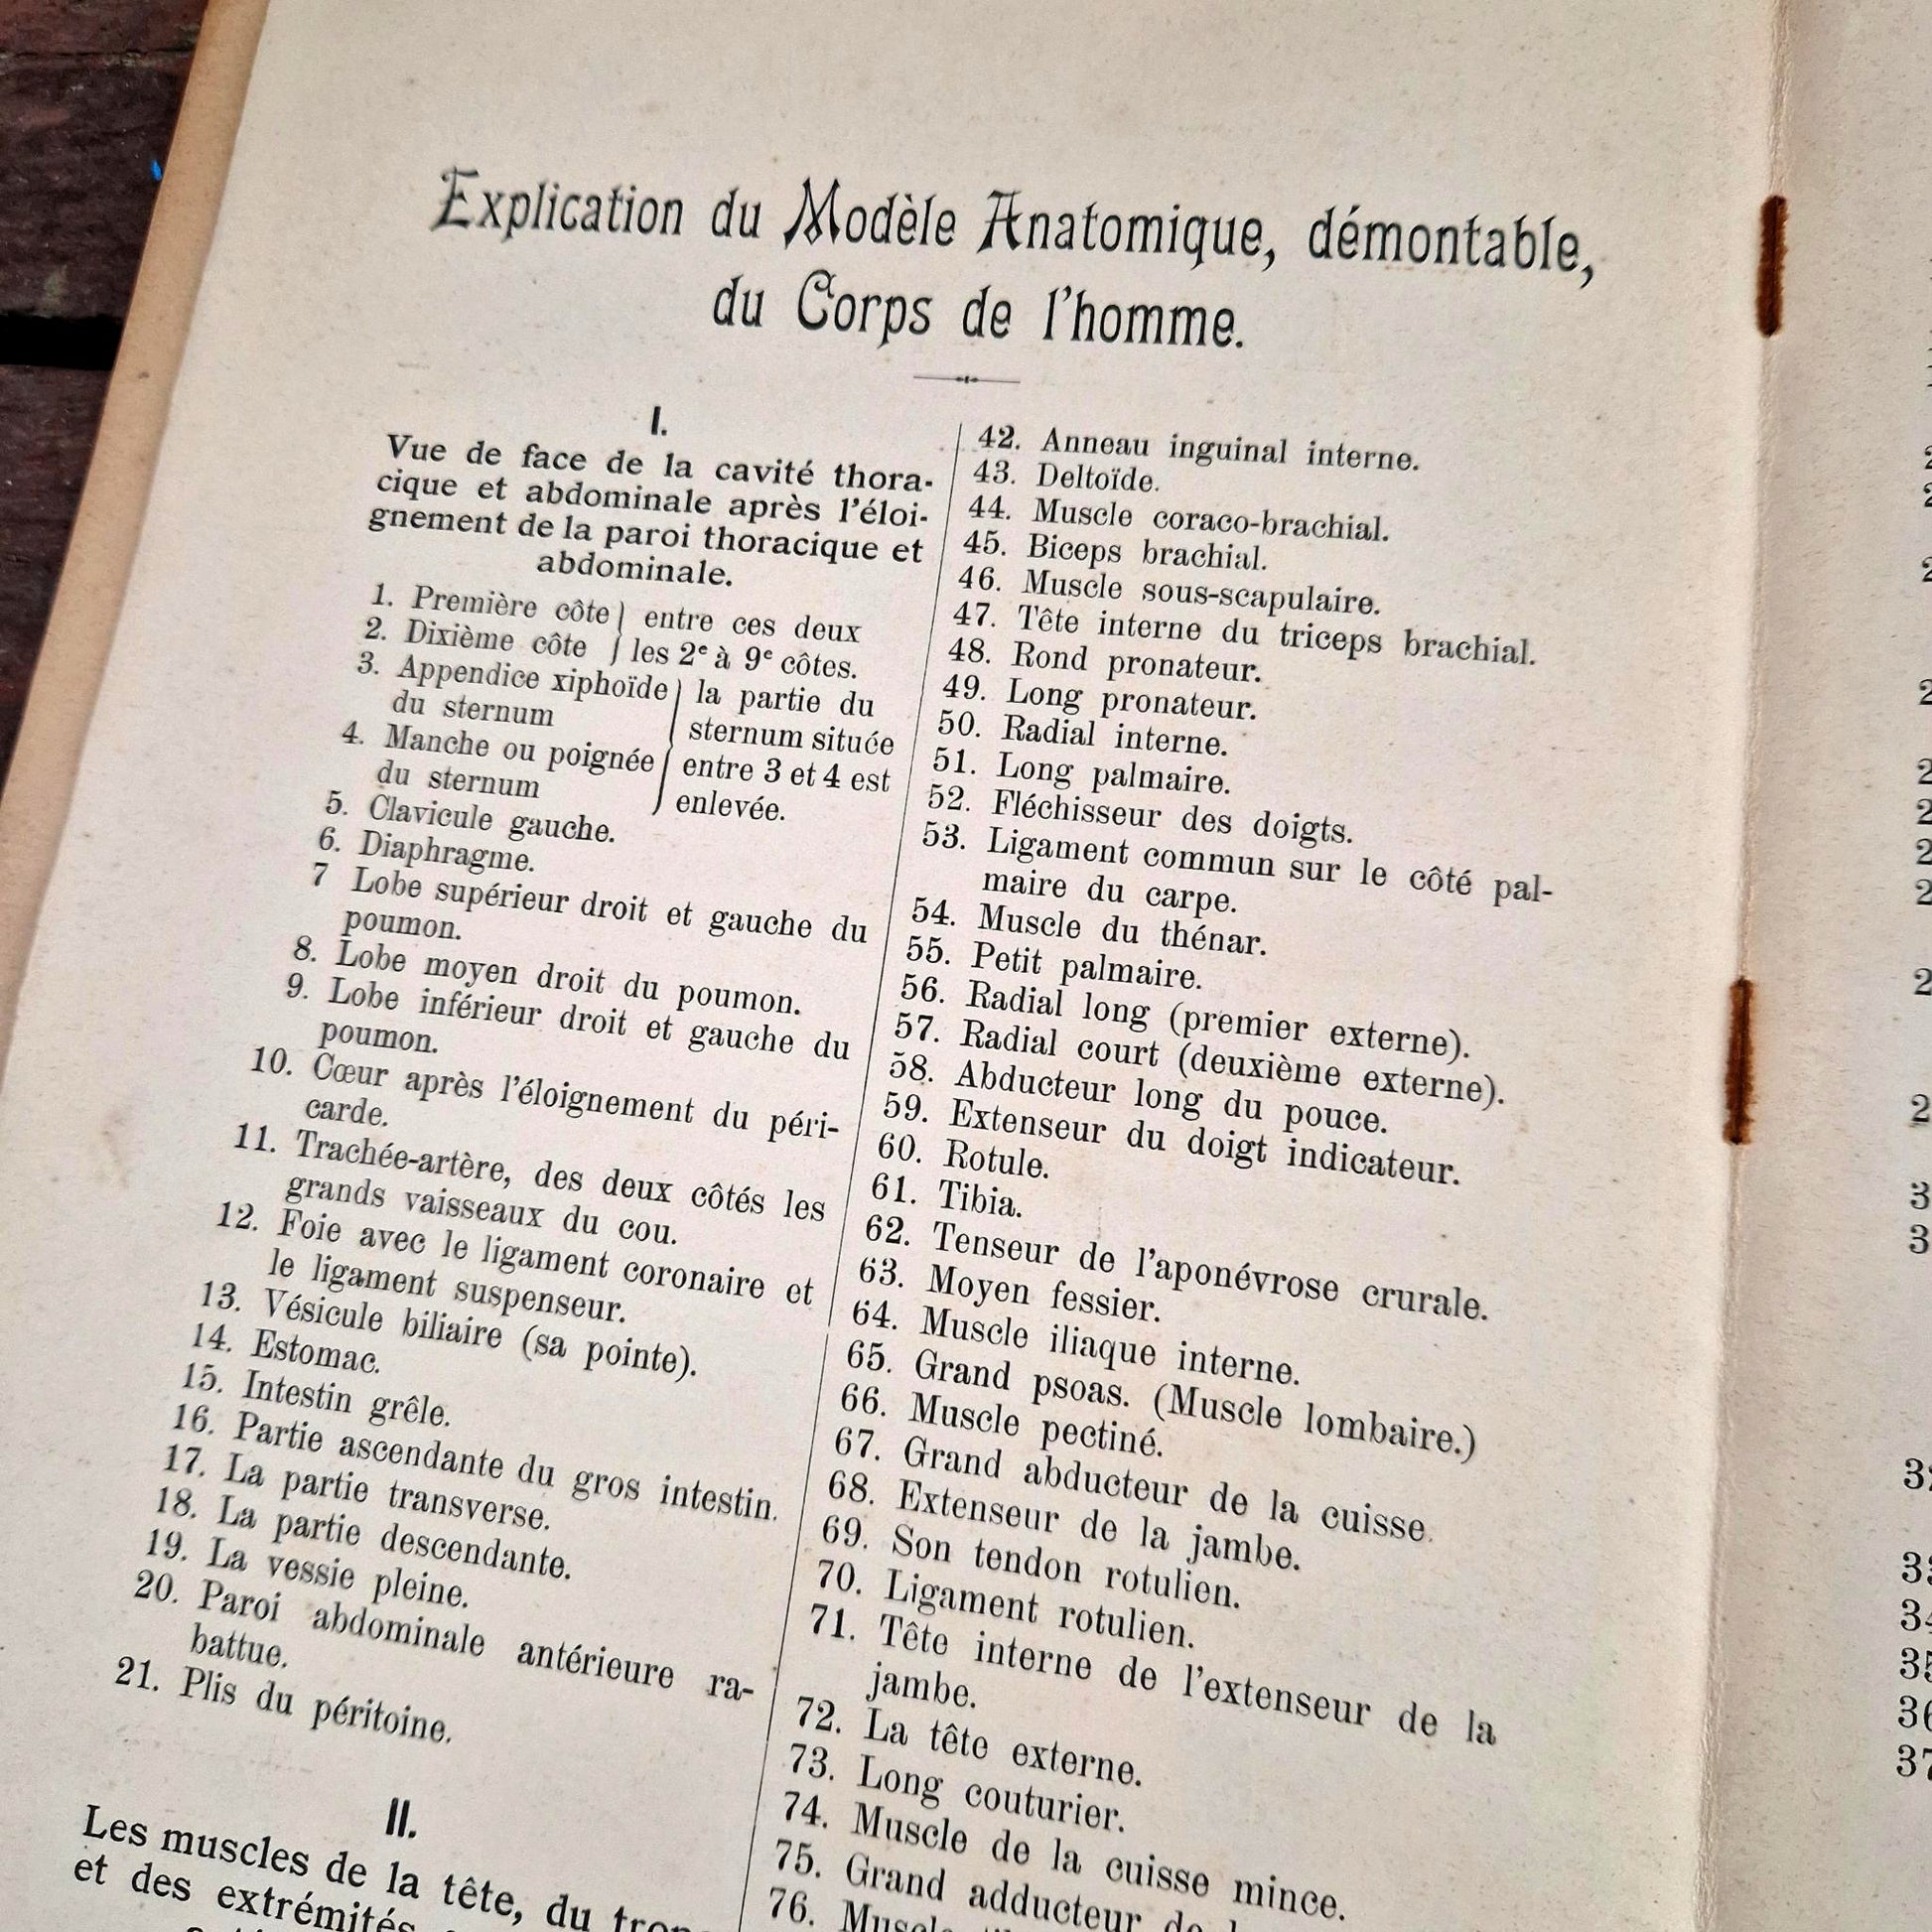 Explication du Modèle Anatomique, démontable,
du Corps de l'homme.
I.
Vue de face de la cavité thora-
cique et abdominale après l'éloi-
gnement de la paroi thoracique et
abdominale.
1. Première côte ) entre ces deux
2. Dixième côte ) les 2e à 9e côtes.
3. Appendice xiphoïde ) la partie du
du sternum sternum située
4. Manche ou poignée entre 3 et 4 est
du sternum ) enlevée.
5. Clavicule gauche.
6. Diaphragme.
7 Lobe supérieur droit et gauche du
poumon.
8. Lobe moyen droit du poumon.
9. Lobe inférieur droit et gauche du
poumon.
10. Cœur après l'éloignement du péri-
carde.
11. Trachée-artère, des deux côtés les
grands vaisseaux du cou.
12. Foie avec le ligament coronaire et
le ligament suspenseur.
13. Vésicule biliaire (sa pointe).
14. Estomac.
15. Intestin grêle.
16. Partie ascendante du gros intestin.
17. La partie transverse.
18. La partie descendante.
19. La vessie pleine.
20. Paroi abdominale antérieure ra-
battue.
21. Plis du péritoine.
II.
Les muscles de la tête, du
et des extrémités
42. Anneau inguinal interne.
43. Deltoïde.
44. Muscle coraco-brachial.
45. Biceps brachial.
46. Muscle sous-scapulaire.
47. Tête interne du triceps brachial.
48. Rond pronateur.
49. Long pronateur.
50. Radial interne.
51. Long palmaire.
52. Fléchisseur des doigts.
53. Ligament commun sur le côté pal-
maire du carpe.
54. Muscle du thénar.
55. Petit palmaire.
56. Radial long (premier externe).
57. Radial court (deuxième externe).
58. Abducteur long du pouce.
59. Extenseur du doigt indicateur.
60. Rotule.
61. Tibia.
62. Tenseur de l'aponévrose crurale.
63. Moyen fessier.
64. Muscle iliaque interne.
65. Grand psoas. (Muscle lombaire.)
66. Muscle pectiné.
67. Grand abducteur de la cuisse.
68. Extenseur de la jambe.
69. Son tendon rotulien.
70. Ligament rotulien.
71. Tête interne de l'extenseur de la
jambe.
72. La tête externe.
73. Long couturier.
74. Muscle de la cuisse mince.
75. Grand adducteur de
76.
34
35
36
37